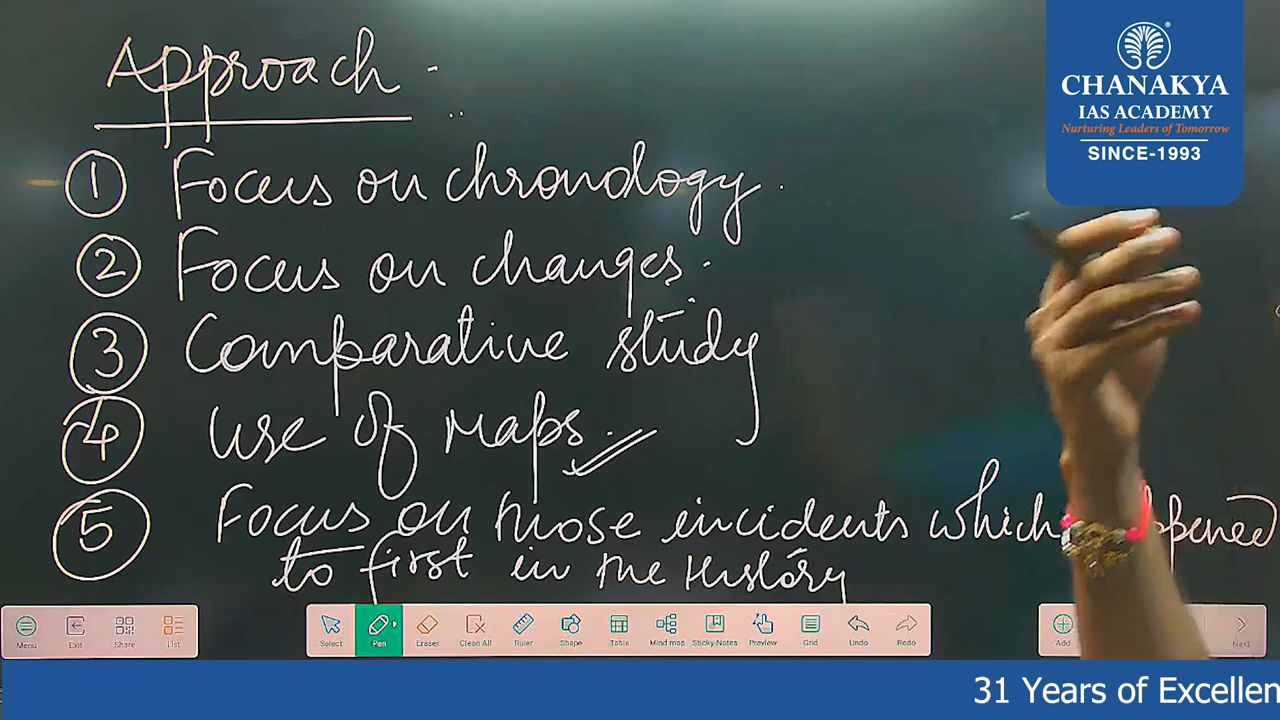 Approach :
CHANAKYA
IAS ACADEMY
Nurturing Leaders of Tomorrow
SINCE-1993
① Focus on chronology.
② Focus on changes.
③ Comparative study
④ Use of Maps.
⑤ Focus on those incidents which
to first in the History
Menu Exit Share List Select Pen Eraser Clean All Ruler Shape Table Mind map Sticky Notes Preview Grid Undo Redo Add Next
31 Years of Excellen